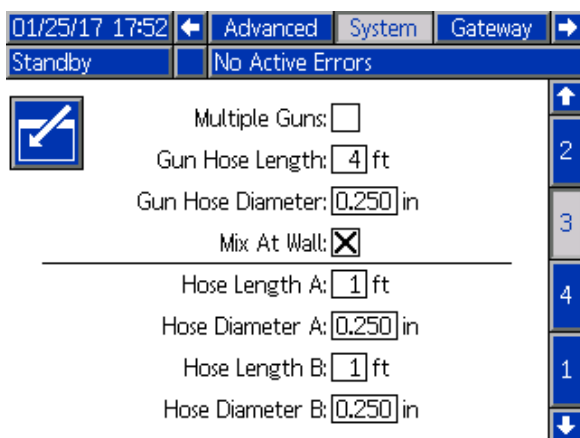 01/25/17 17:52 Advanced System Gateway
Standby No Active Errors
Multiple Guns:
Gun Hose Length: 4 ft
Gun Hose Diameter: 0.250 in
Mix At Wall:
Hose Length A: 1 ft
Hose Diameter A: 0.250 in
Hose Length B: 1 ft
Hose Diameter B: 0.250 in
2
3
4
1